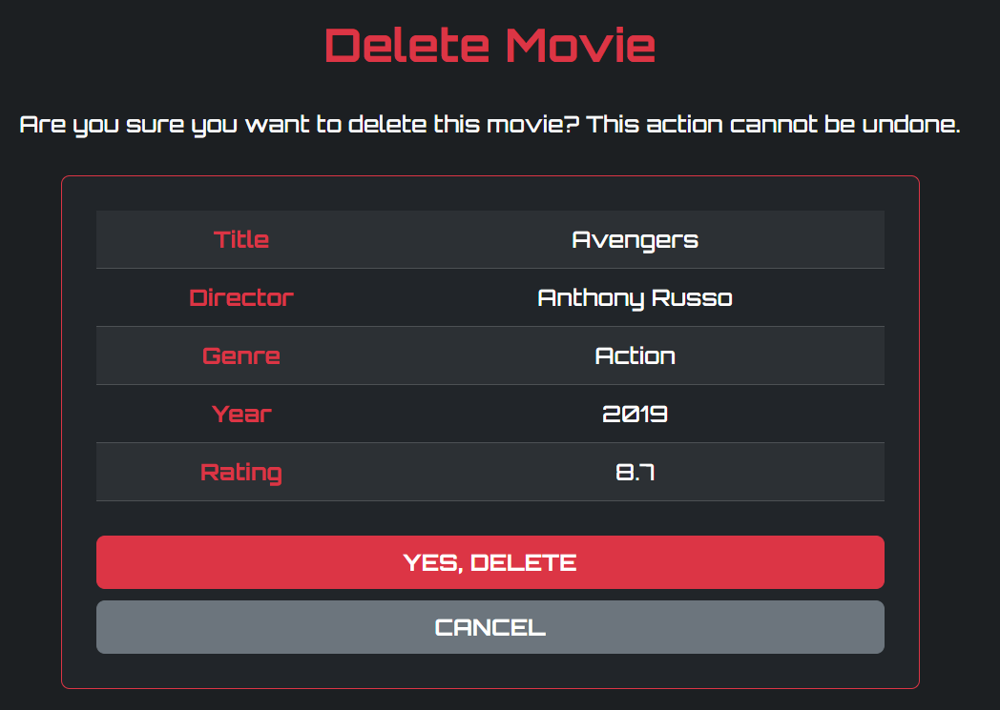 Delete Movie
Are you sure you want to delete this movie? This action cannot be undone.
Title Avengers
Director Anthony Russo
Genre Action
Year 2019
Rating 8.7
YES, DELETE
CANCEL